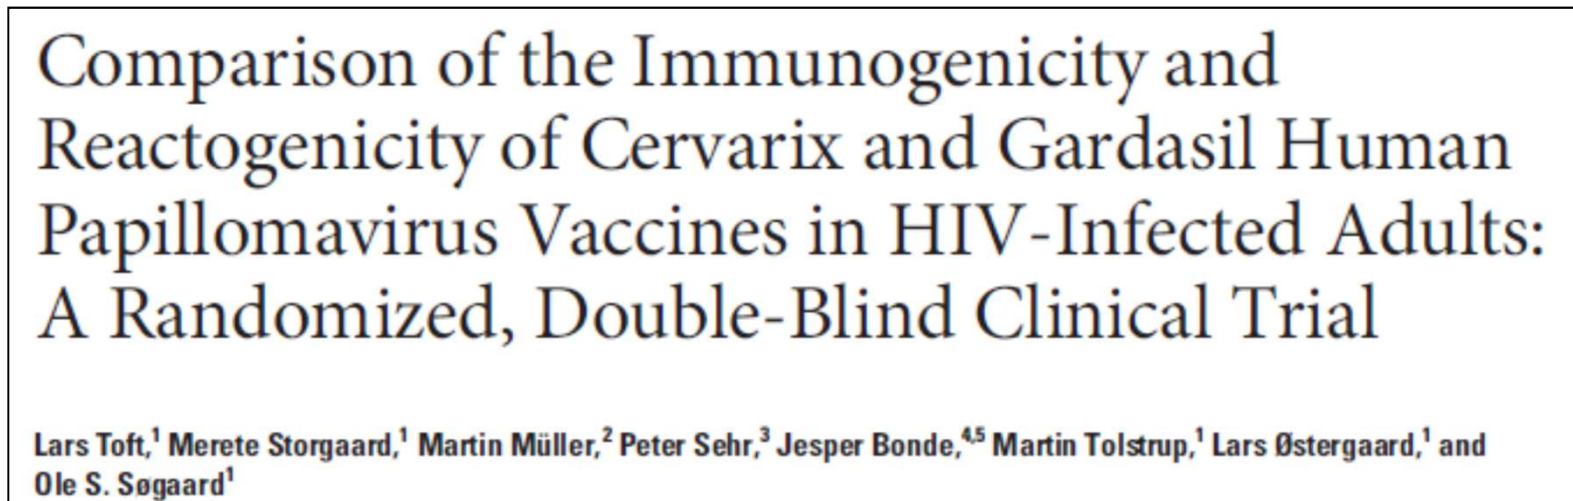 Comparison of the Immunogenicity and
Reactogenicity of Cervarix and Gardasil Human
Papillomavirus Vaccines in HIV-Infected Adults:
A Randomized, Double-Blind Clinical Trial
Lars Toft,¹ Merete Storgaard,¹ Martin Müller,² Peter Sehr,³ Jesper Bonde,⁴,⁵ Martin Tolstrup,¹ Lars Østergaard,¹ and
Ole S. Søgaard¹